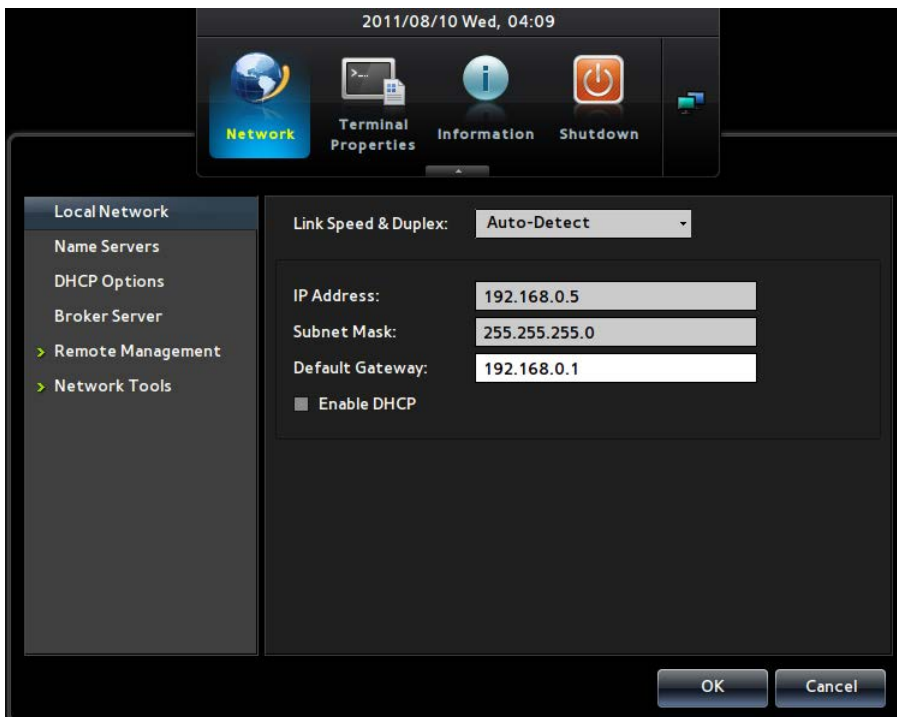 2011/08/10 Wed, 04:09
Network
Terminal Properties
Information
Shutdown
Local Network
Name Servers
DHCP Options
Broker Server
> Remote Management
> Network Tools
Link Speed & Duplex: Auto-Detect
IP Address: 192.168.0.5
Subnet Mask: 255.255.255.0
Default Gateway: 192.168.0.1
Enable DHCP
OK Cancel